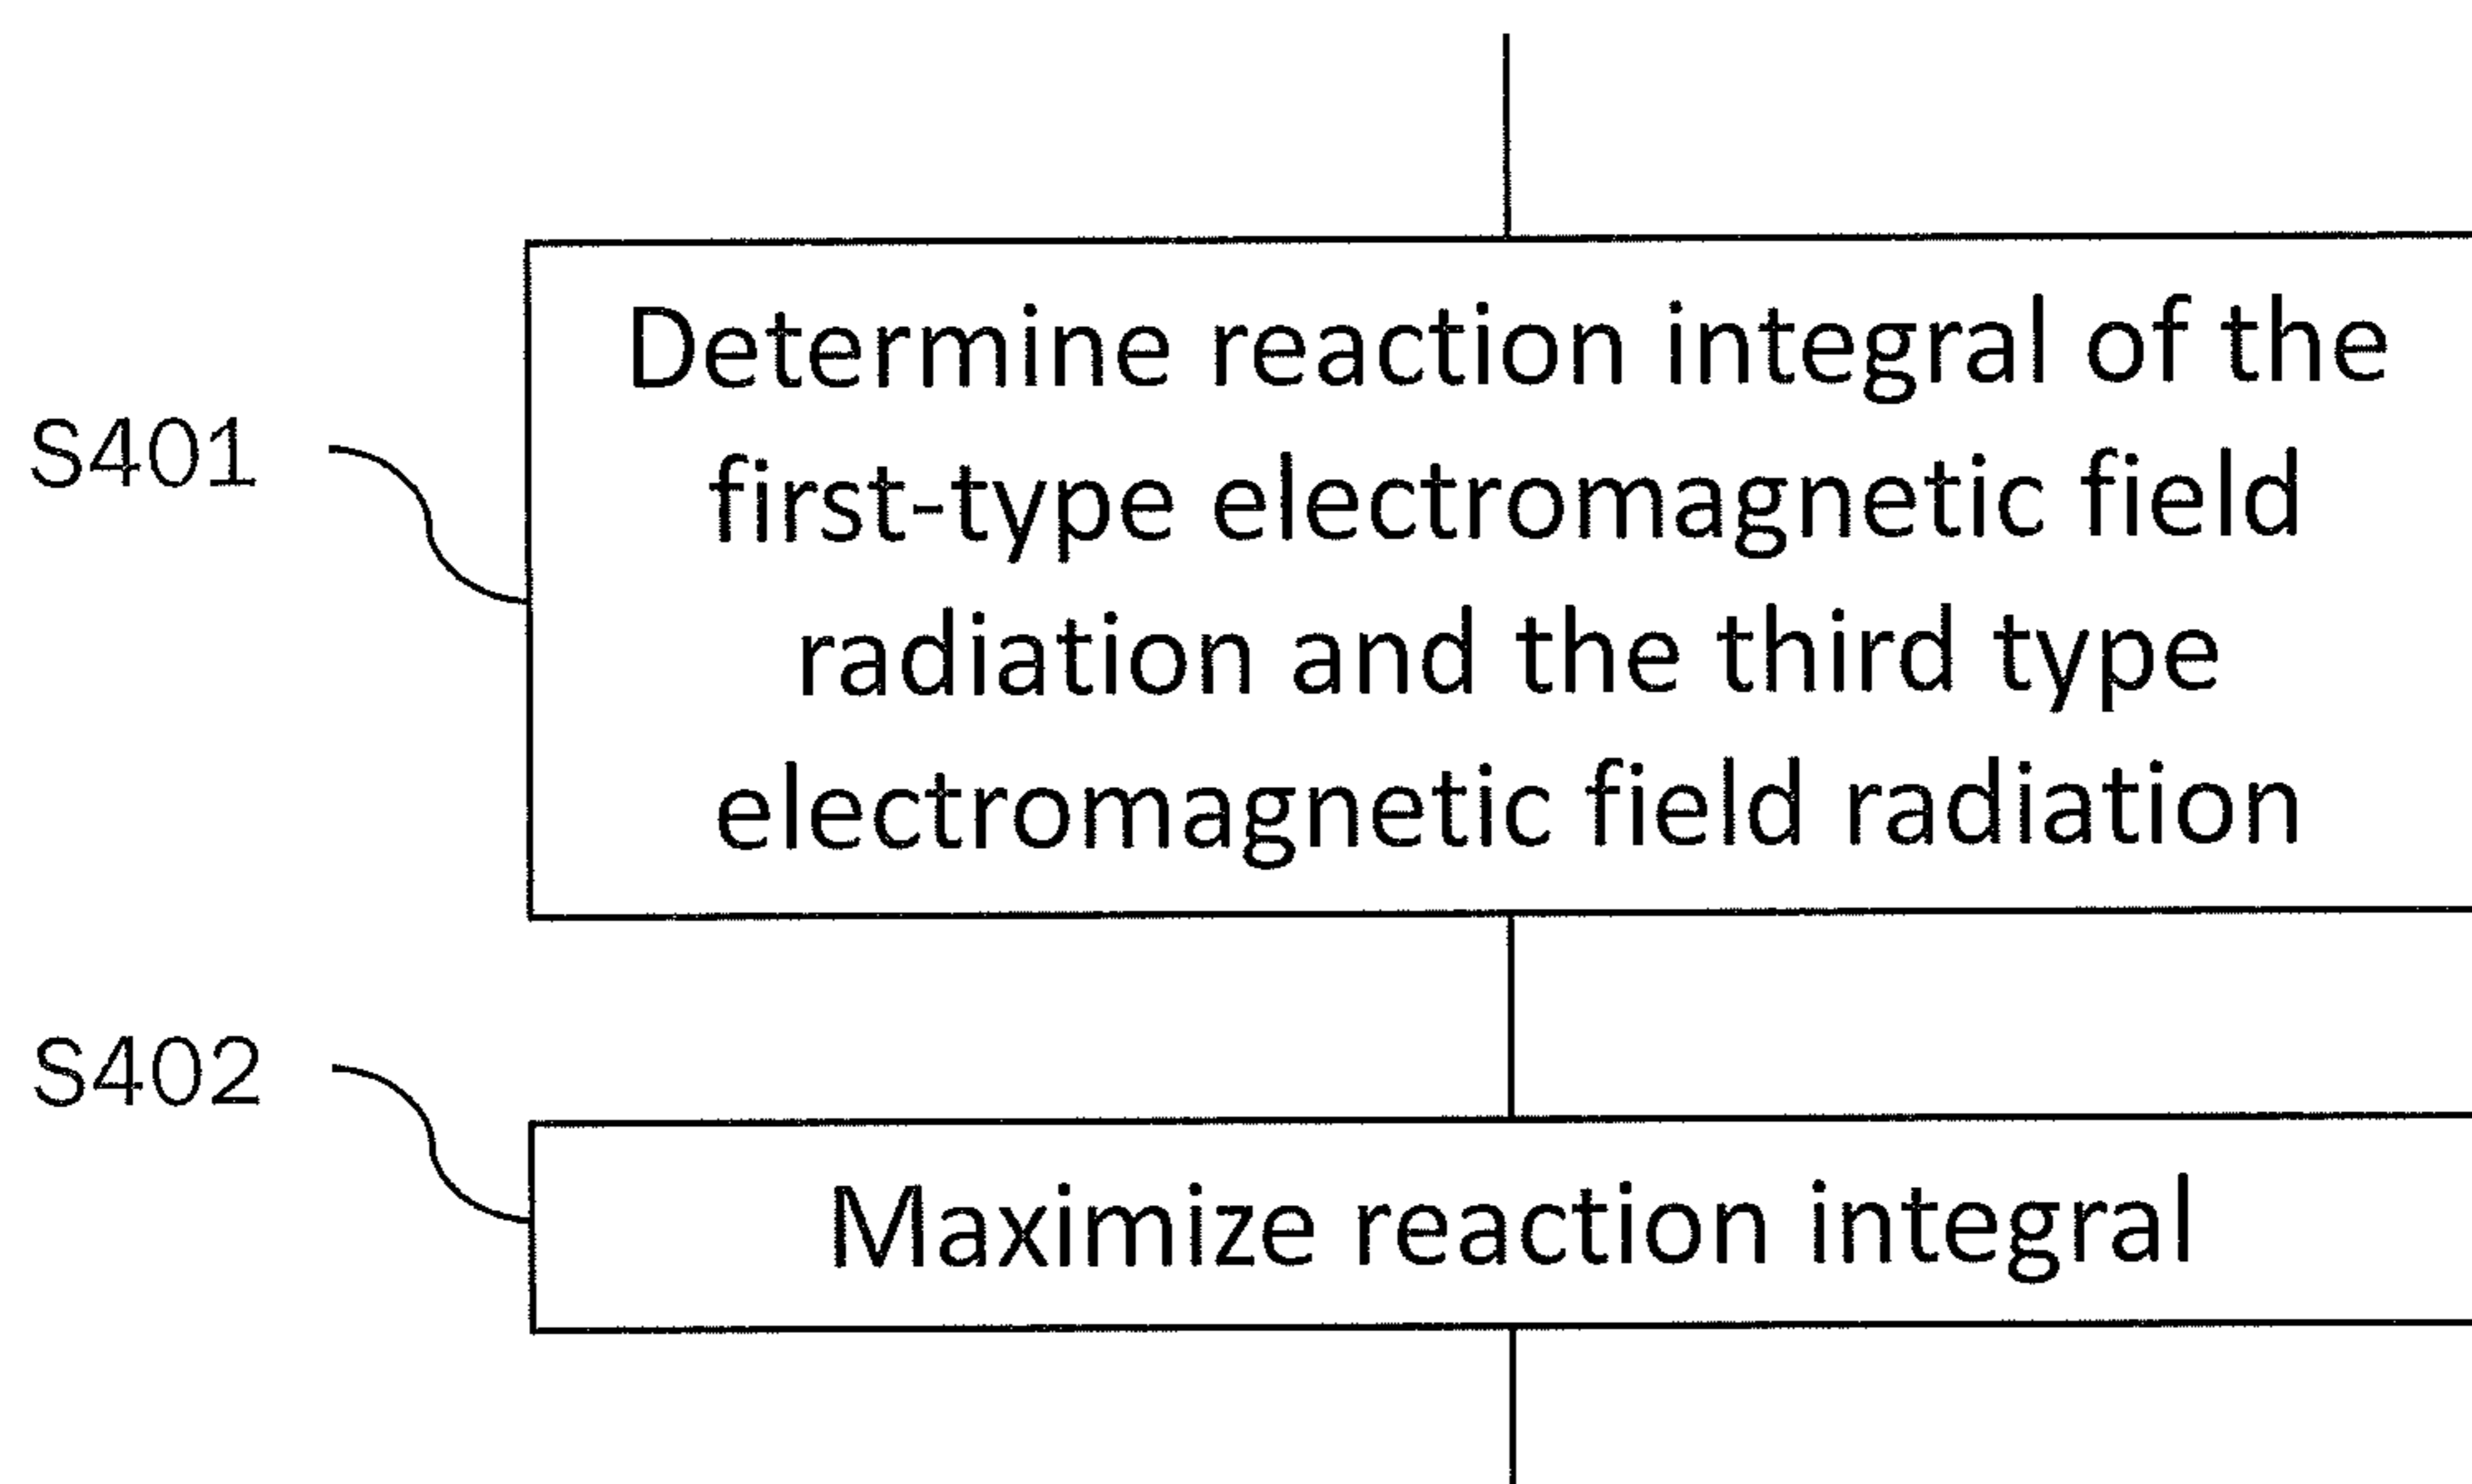 Determine reaction integral of the
first-type electromagnetic field
radiation and the third type
electromagnetic field radiation
S401
S402
Maximize reaction integral